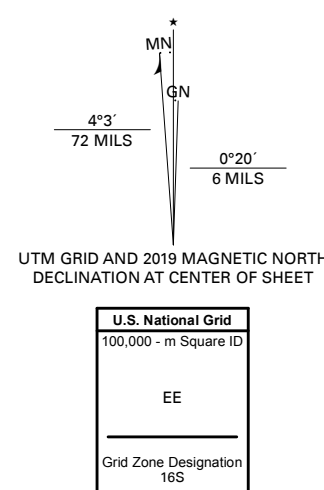 ★
MN
GN
4°3´
72 MILS
0°20´
6 MILS
UTM GRID AND 2019 MAGNETIC NORTH
DECLINATION AT CENTER OF SHEET
U.S. National Grid
100,000 - m Square ID
EE
Grid Zone Designation
16S